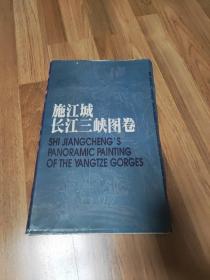 施江城
长江三峡图卷
SHI JIANGCHENG'S
PANORAMIC PAINTING
OF THE YANGTZE GORGES